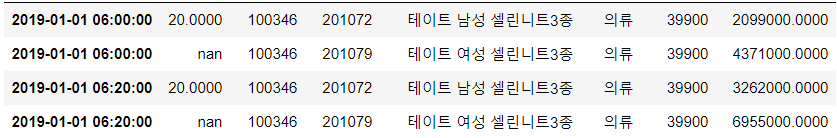 2019-01-01 06:00:00 20.0000 100346 201072 테이트 남성 셀린니트3종 의류 39900 2099000.0000
2019-01-01 06:00:00 nan 100346 201079 테이트 여성 셀린니트3종 의류 39900 4371000.0000
2019-01-01 06:20:00 20.0000 100346 201072 테이트 남성 셀린니트3종 의류 39900 3262000.0000
2019-01-01 06:20:00 nan 100346 201079 테이트 여성 셀린니트3종 의류 39900 6955000.0000